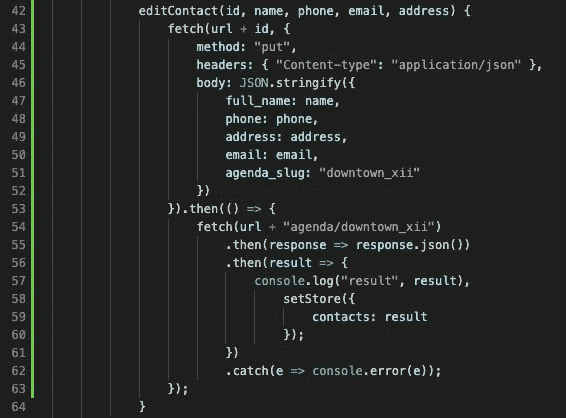 42 editContact(id, name, phone, email, address) {
43 fetch(url + id, {
44 method: "put",
45 headers: { "Content-type": "application/json" },
46 body: JSON.stringify({
47 full_name: name,
48 phone: phone,
49 address: address,
50 email: email,
51 agenda_slug: "downtown_xii"
52 })
53 }).then(() => {
54 fetch(url + "agenda/downtown_xii")
55 .then(response => response.json())
56 .then(result => {
57 console.log("result", result),
58 setStore({
59 contacts: result
60 });
61 })
62 .catch(e => console.error(e));
63 });
64 }